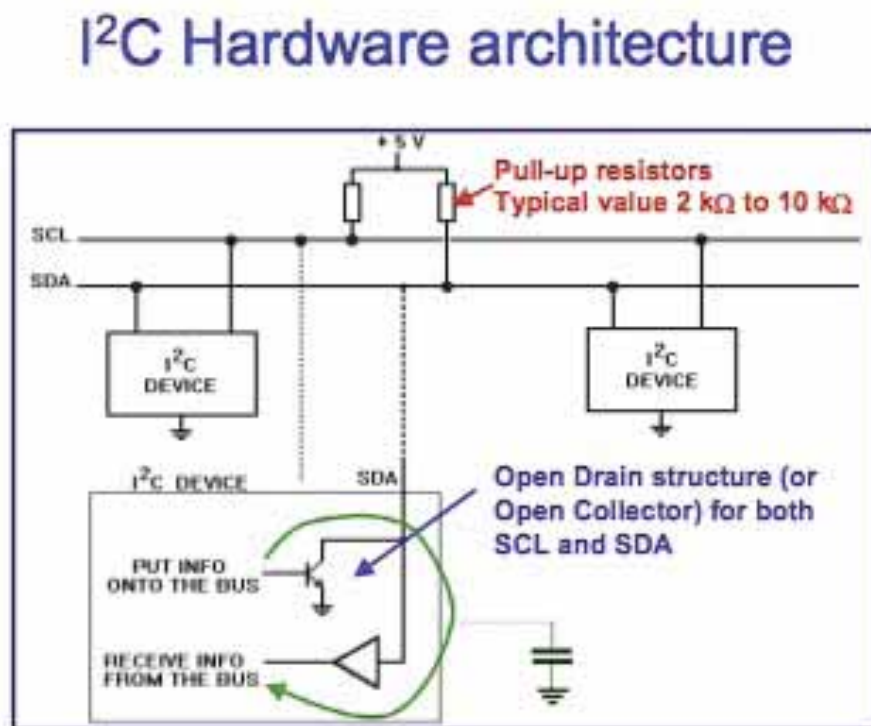 I²C Hardware architecture
+ 5 V
Pull-up resistors
Typical value 2 kΩ to 10 kΩ
SCL
SDA
I²C
DEVICE
I²C
DEVICE
I²C DEVICE
SDA
Open Drain structure (or
Open Collector) for both
SCL and SDA
PUT INFO
ONTO THE BUS
RECEIVE INFO
FROM THE BUS